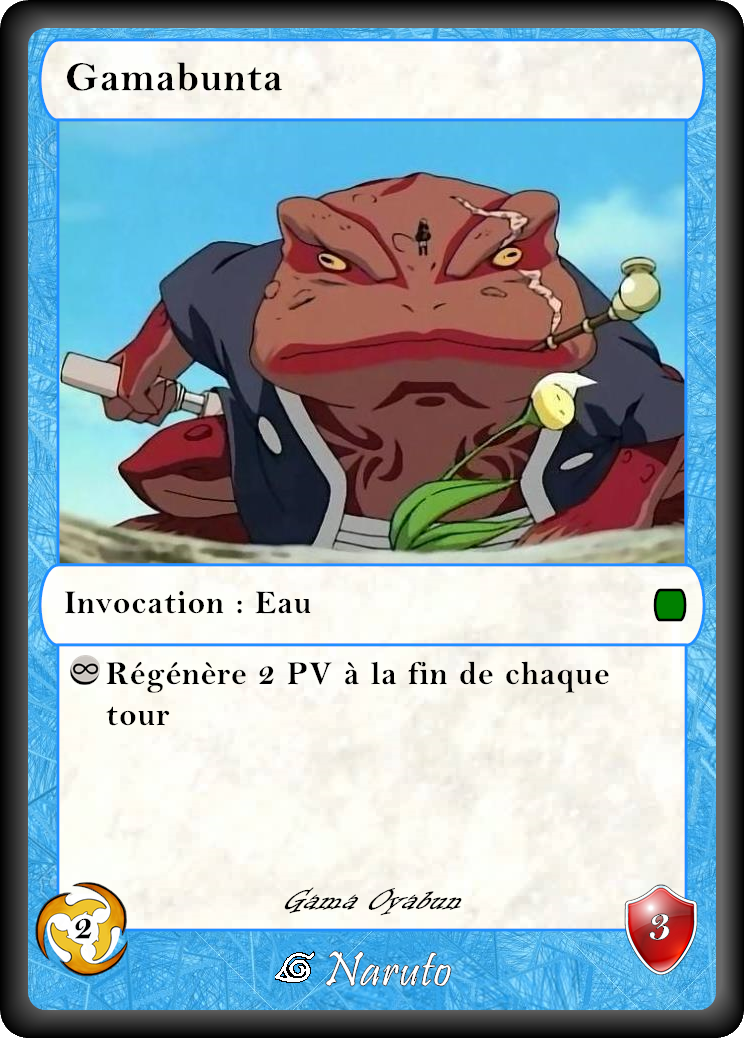 Gamabunta
Invocation : Eau
∞ Régénère 2 PV à la fin de chaque
tour
Gama Oyabun
2
3
Naruto